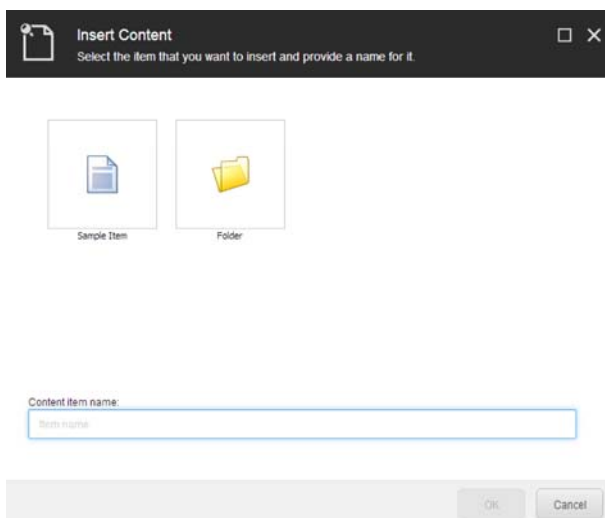 Insert Content
Select the item that you want to insert and provide a name for it.
Sample Item
Folder
Content item name:
Item name
OK
Cancel